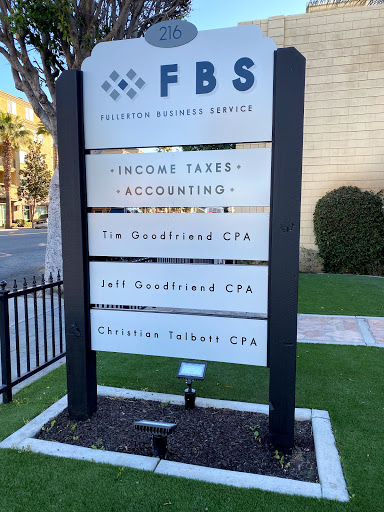 216
FBS
FULLERTON BUSINESS SERVICE
• INCOME TAXES •
• ACCOUNTING •
Tim Goodfriend CPA
Jeff Goodfriend CPA
Christian Talbott CPA